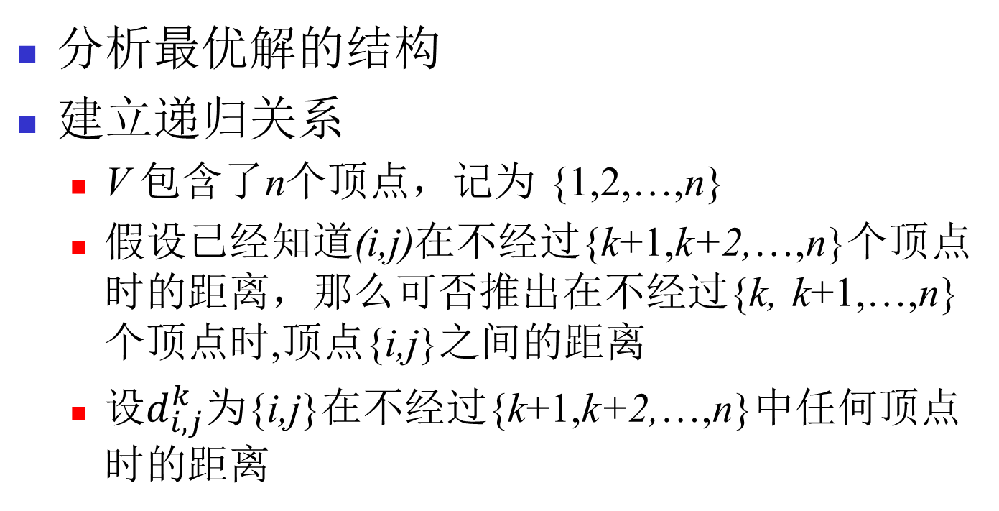 分析最优解的结构
建立递归关系
V 包含了n个顶点，记为 {1,2,…,n}
假设已经知道(i,j)在不经过{k+1,k+2,…,n}个顶点
时的距离，那么可否推出在不经过{k, k+1,…,n}
个顶点时,顶点{i,j}之间的距离
设$d_{i,j}^{k}$为{i,j}在不经过{k+1,k+2,…,n}中任何顶点
时的距离